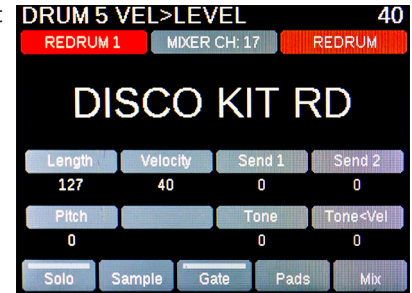 DRUM 5 VEL>LEVEL 40
REDRUM 1 MIXER CH: 17 REDRUM
DISCO KIT RD
Length Velocity Send 1 Send 2
127 40 0 0
Pitch Tone Tone<Vel
0 0 0
Solo Sample Gate Pads Mix